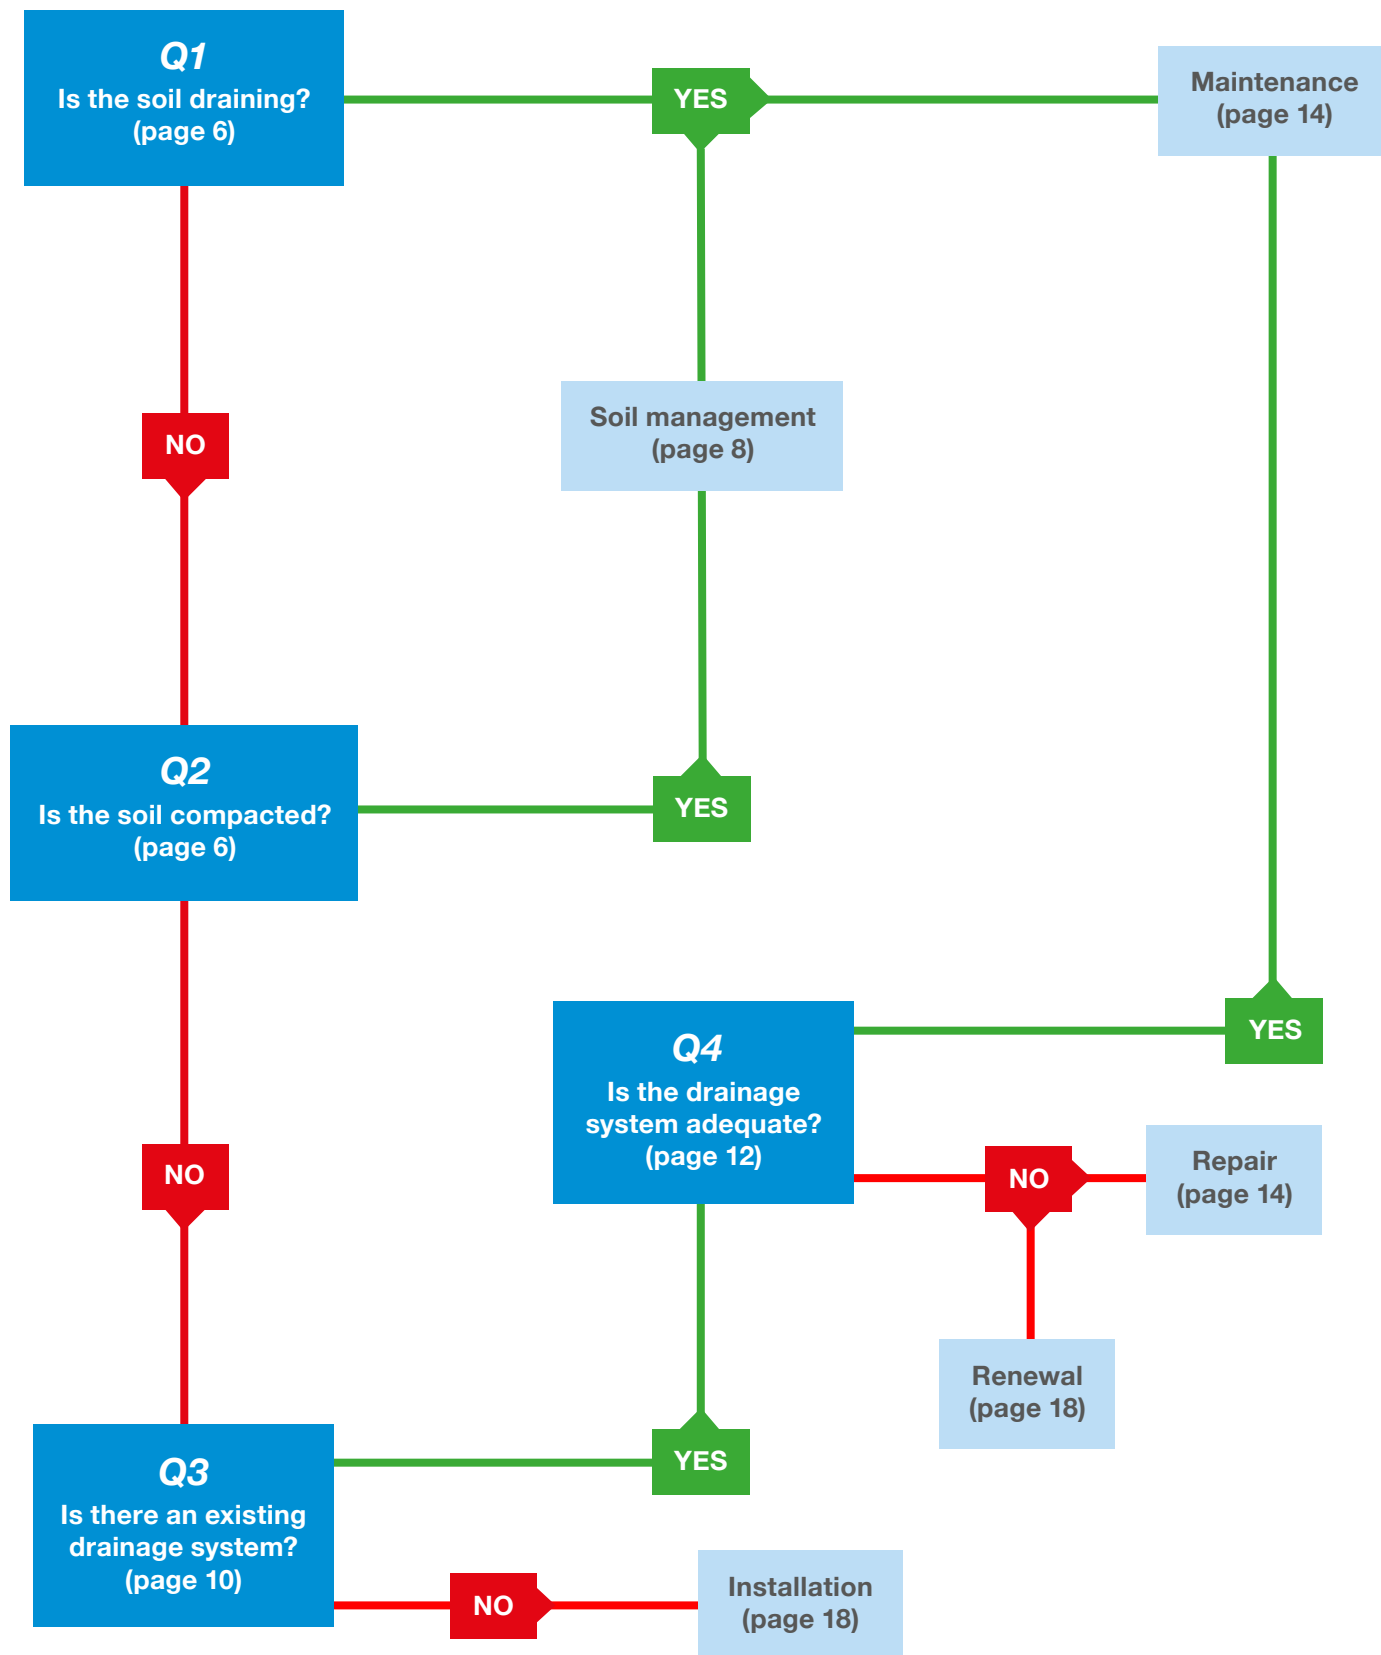 Q1
Is the soil draining?
(page 6)
YES
Maintenance
(page 14)
NO
Soil management
(page 8)
Q2
Is the soil compacted?
(page 6)
YES
Q4
Is the drainage
system adequate?
(page 12)
YES
NO
Repair
(page 14)
NO
Renewal
(page 18)
Q3
Is there an existing
drainage system?
(page 10)
YES
NO
Installation
(page 18)